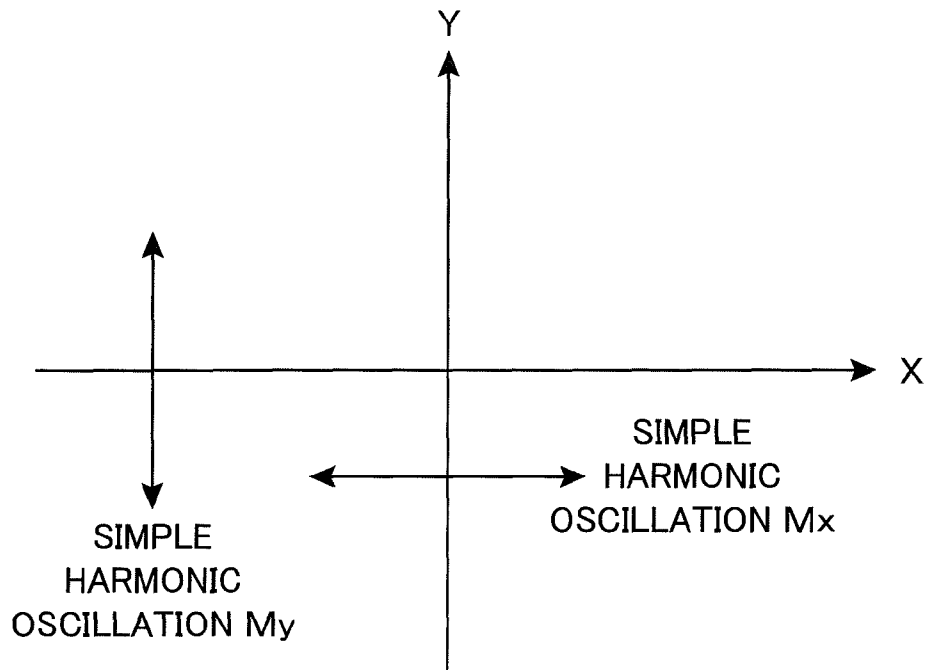 Y
X
SIMPLE
HARMONIC
OSCILLATION Mx
SIMPLE
HARMONIC
OSCILLATION My